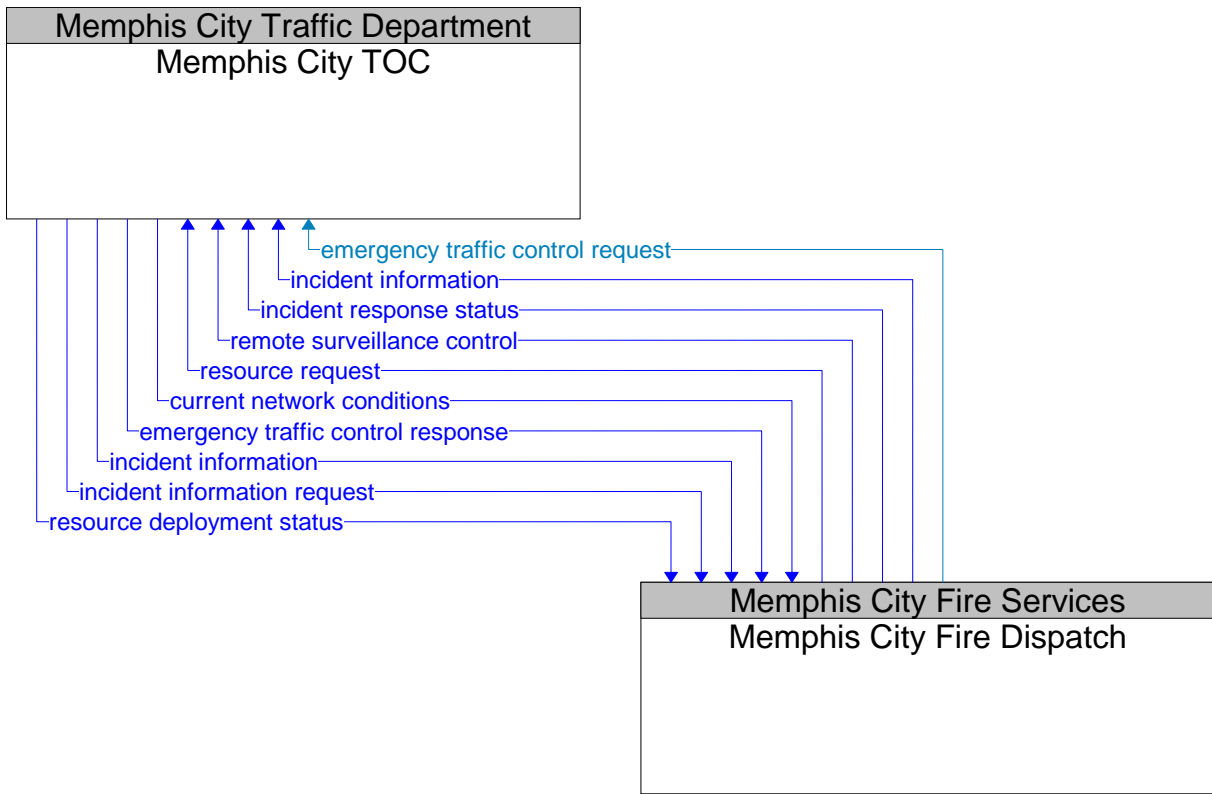 Memphis City Traffic Department
Memphis City TOC
emergency traffic control request
incident information
incident response status
remote surveillance control
resource request
current network conditions
emergency traffic control response
incident information
incident information request
resource deployment status
Memphis City Fire Services
Memphis City Fire Dispatch